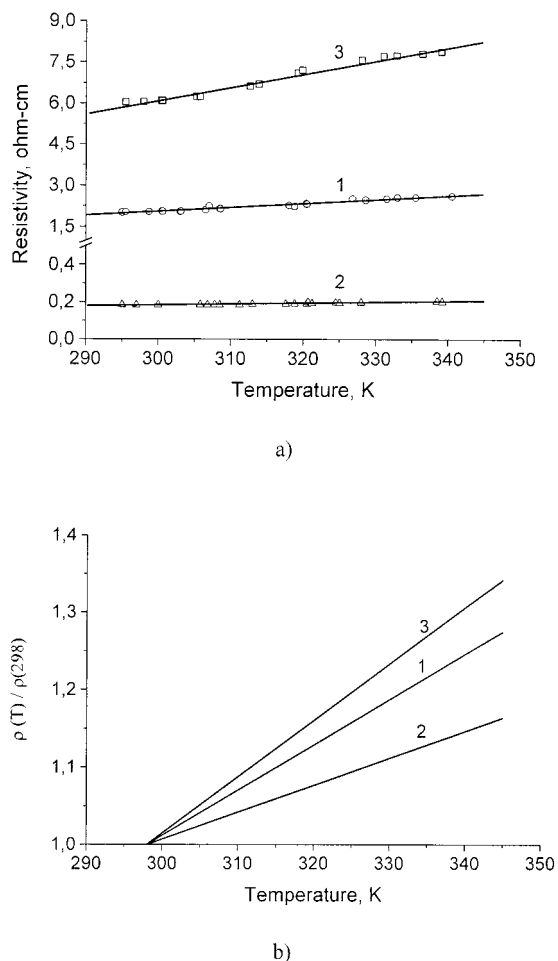 Resistivity, ohm-cm
7,5
6,0
4,5
3,0
1,5
0,4
0,2
0,0
3
1
2
290 300 310 320 330 340 350
Temperature, K
a)
ρ (T) / ρ(298)
1,4
1,3
1,2
1,1
1,0
3
1
2
290 300 310 320 330 340 350
Temperature, K
b)